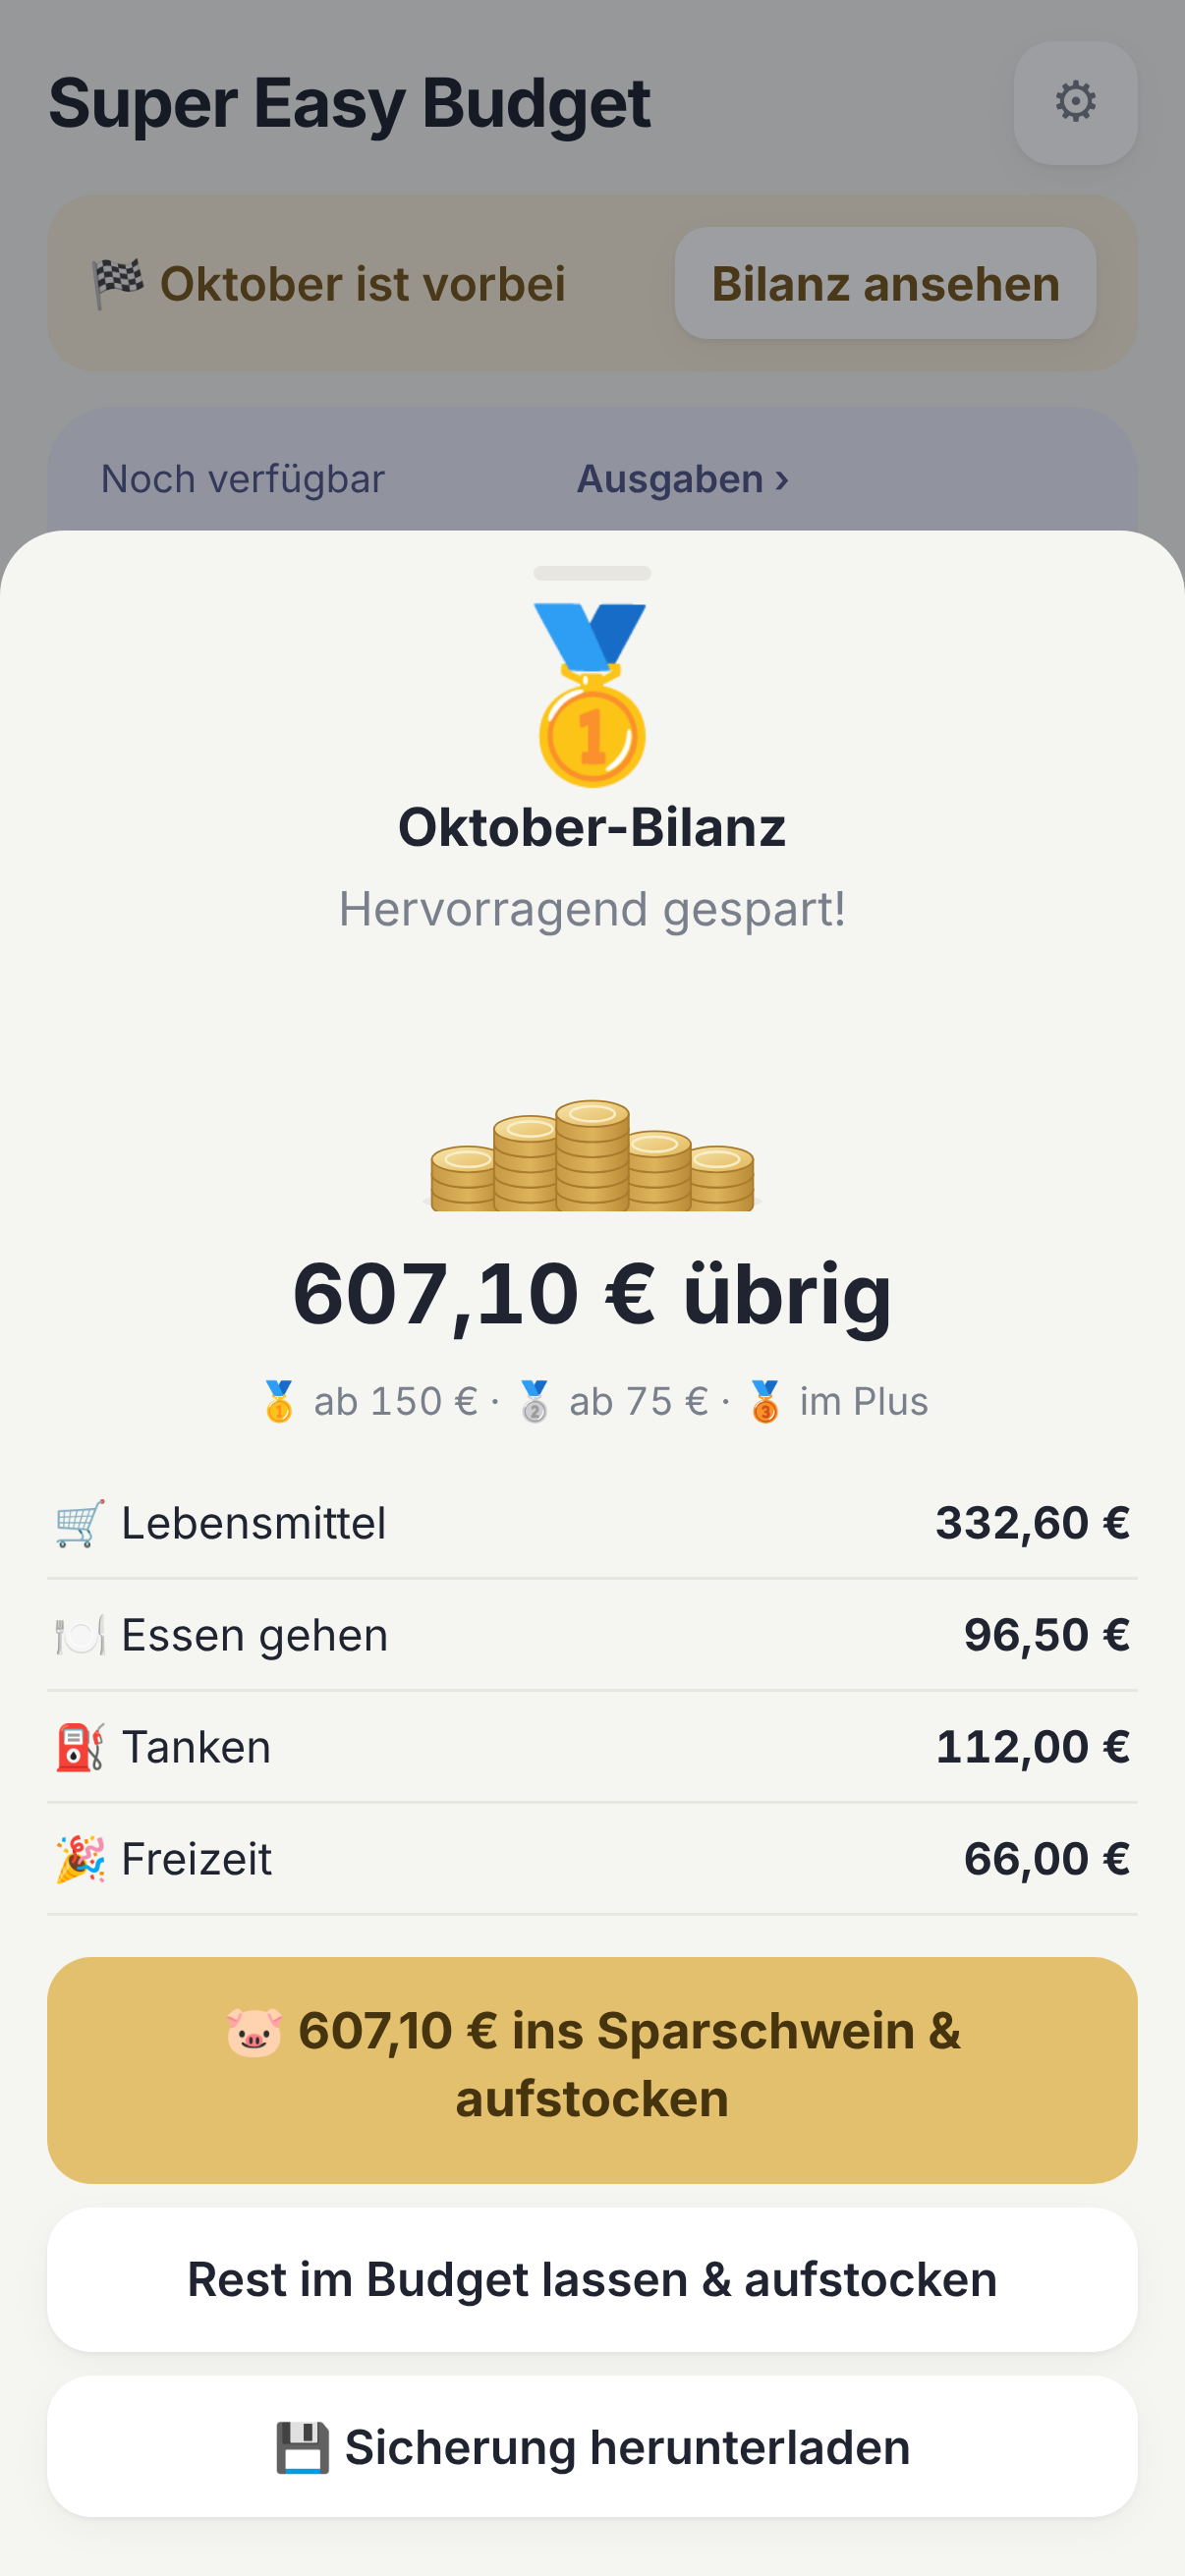 Super Easy Budget
🏁 Oktober ist vorbei
Bilanz ansehen
Noch verfügbar
Ausgaben ›
Oktober-Bilanz
Hervorragend gespart!
607,10 € übrig
🥇 ab 150 € · 🥈 ab 75 € · 🥉 im Plus
🛒 Lebensmittel 332,60 €
🍽️ Essen gehen 96,50 €
⛽ Tanken 112,00 €
🎉 Freizeit 66,00 €
🐷 607,10 € ins Sparschwein &
aufstocken
Rest im Budget lassen & aufstocken
💾 Sicherung herunterladen